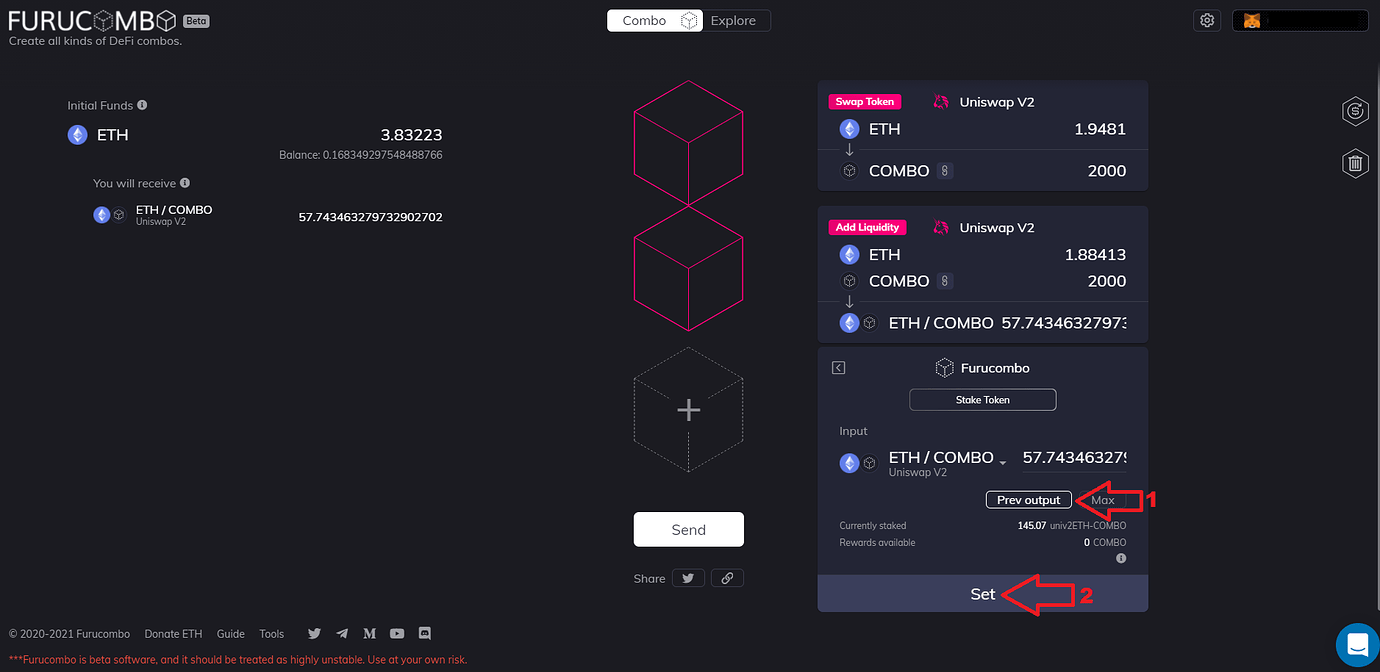 FURUCOMBO Beta
Create all kinds of DeFi combos.
Combo Explore
Initial Funds
ETH 3.83223
Balance: 0.168349297548488766
You will receive
ETH / COMBO 57.743463279732902702
Uniswap V2
Swap Token Uniswap V2
ETH 1.9481
COMBO 2000
Add Liquidity Uniswap V2
ETH 1.88413
COMBO 2000
ETH / COMBO 57.74346327973
Furucombo
Stake Token
Input
ETH / COMBO 57.743463279
Uniswap V2
Prev output Max 1
Currently staked 145.07 univ2ETH-COMBO
Rewards available 0 COMBO
Set 2
Send
Share
© 2020-2021 Furucombo Donate ETH Guide Tools
***Furucombo is beta software, and it should be treated as highly unstable. Use at your own risk.